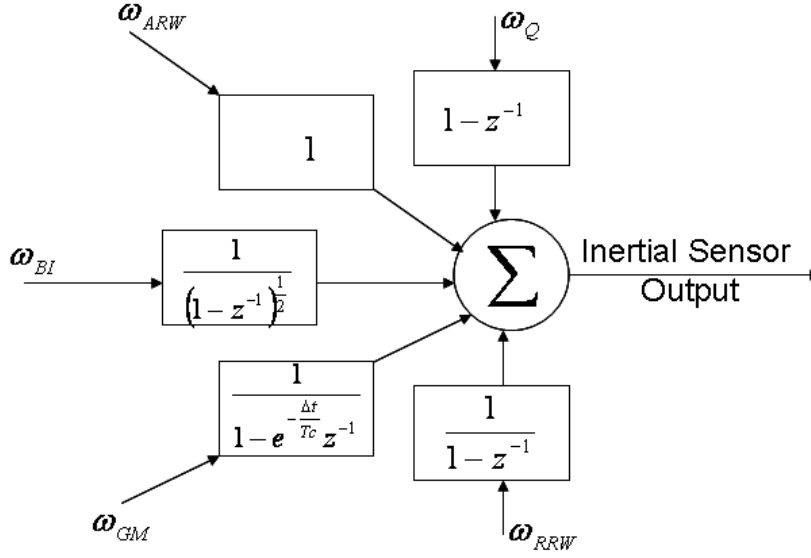 ω_ARW
ω_Q
1
1 − z^−1
ω_BI
1 / (1 − z^−1)^(1/2)
Σ
Inertial Sensor
Output
1 / (1 − e^(−Δt/Tc) z^−1)
1 / (1 − z^−1)
ω_GM
ω_RRW